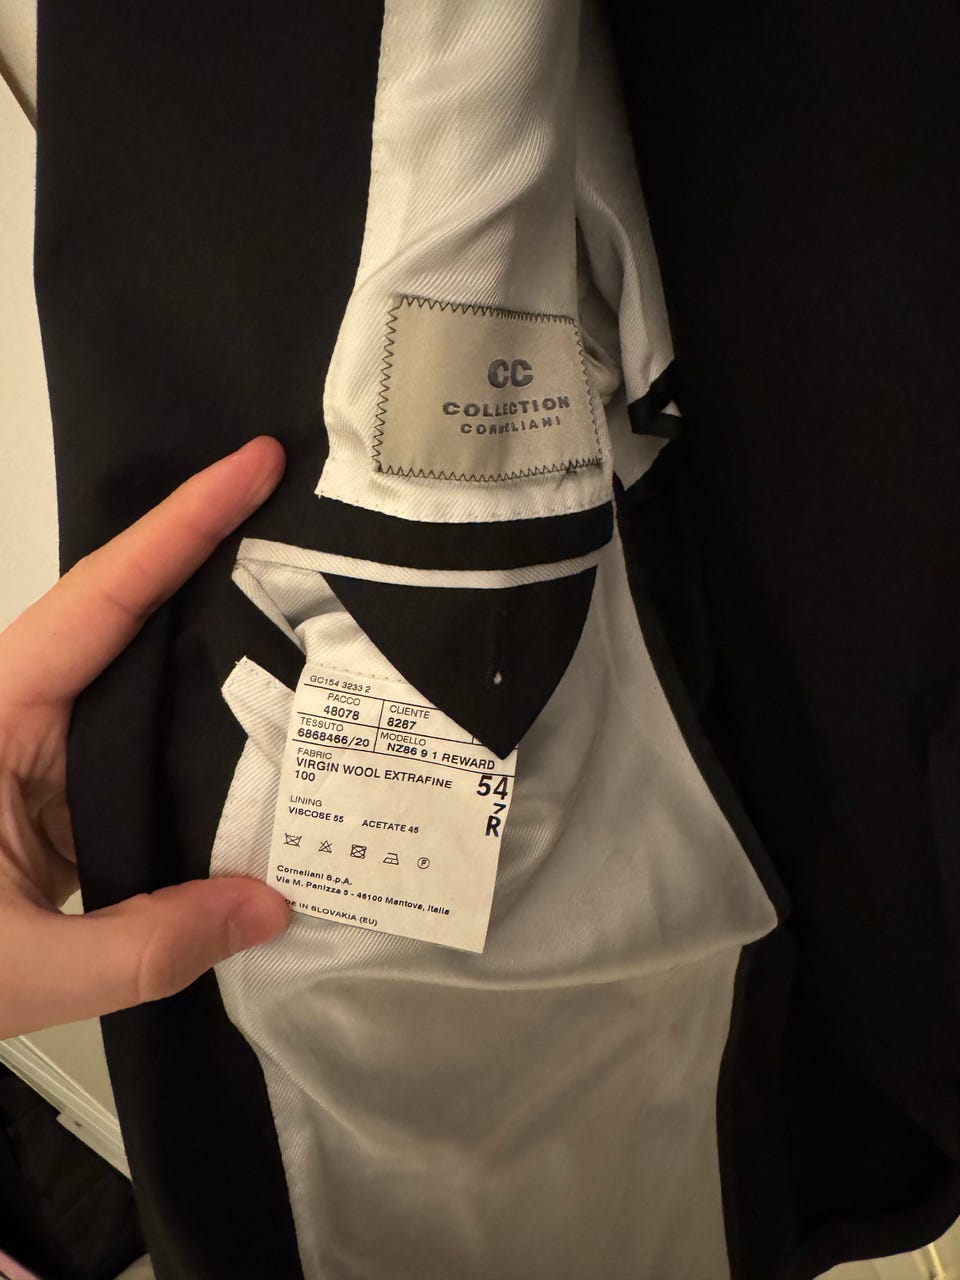 CC
COLLECTION
CORNELIANI
GC154 3233 2
PACCO
48078
CLIENTE
8287
TESSUTO
6868466/20
MODELLO
NZ86 9 1 REWARD
FABRIC
VIRGIN WOOL EXTRAFINE
100
54
7
R
LINING
VISCOSE 55 ACETATE 45
P
Corneliani S.p.A.
Via M. Panizza 5 - 46100 Mantova, Italia
DE IN SLOVAKIA (EU)